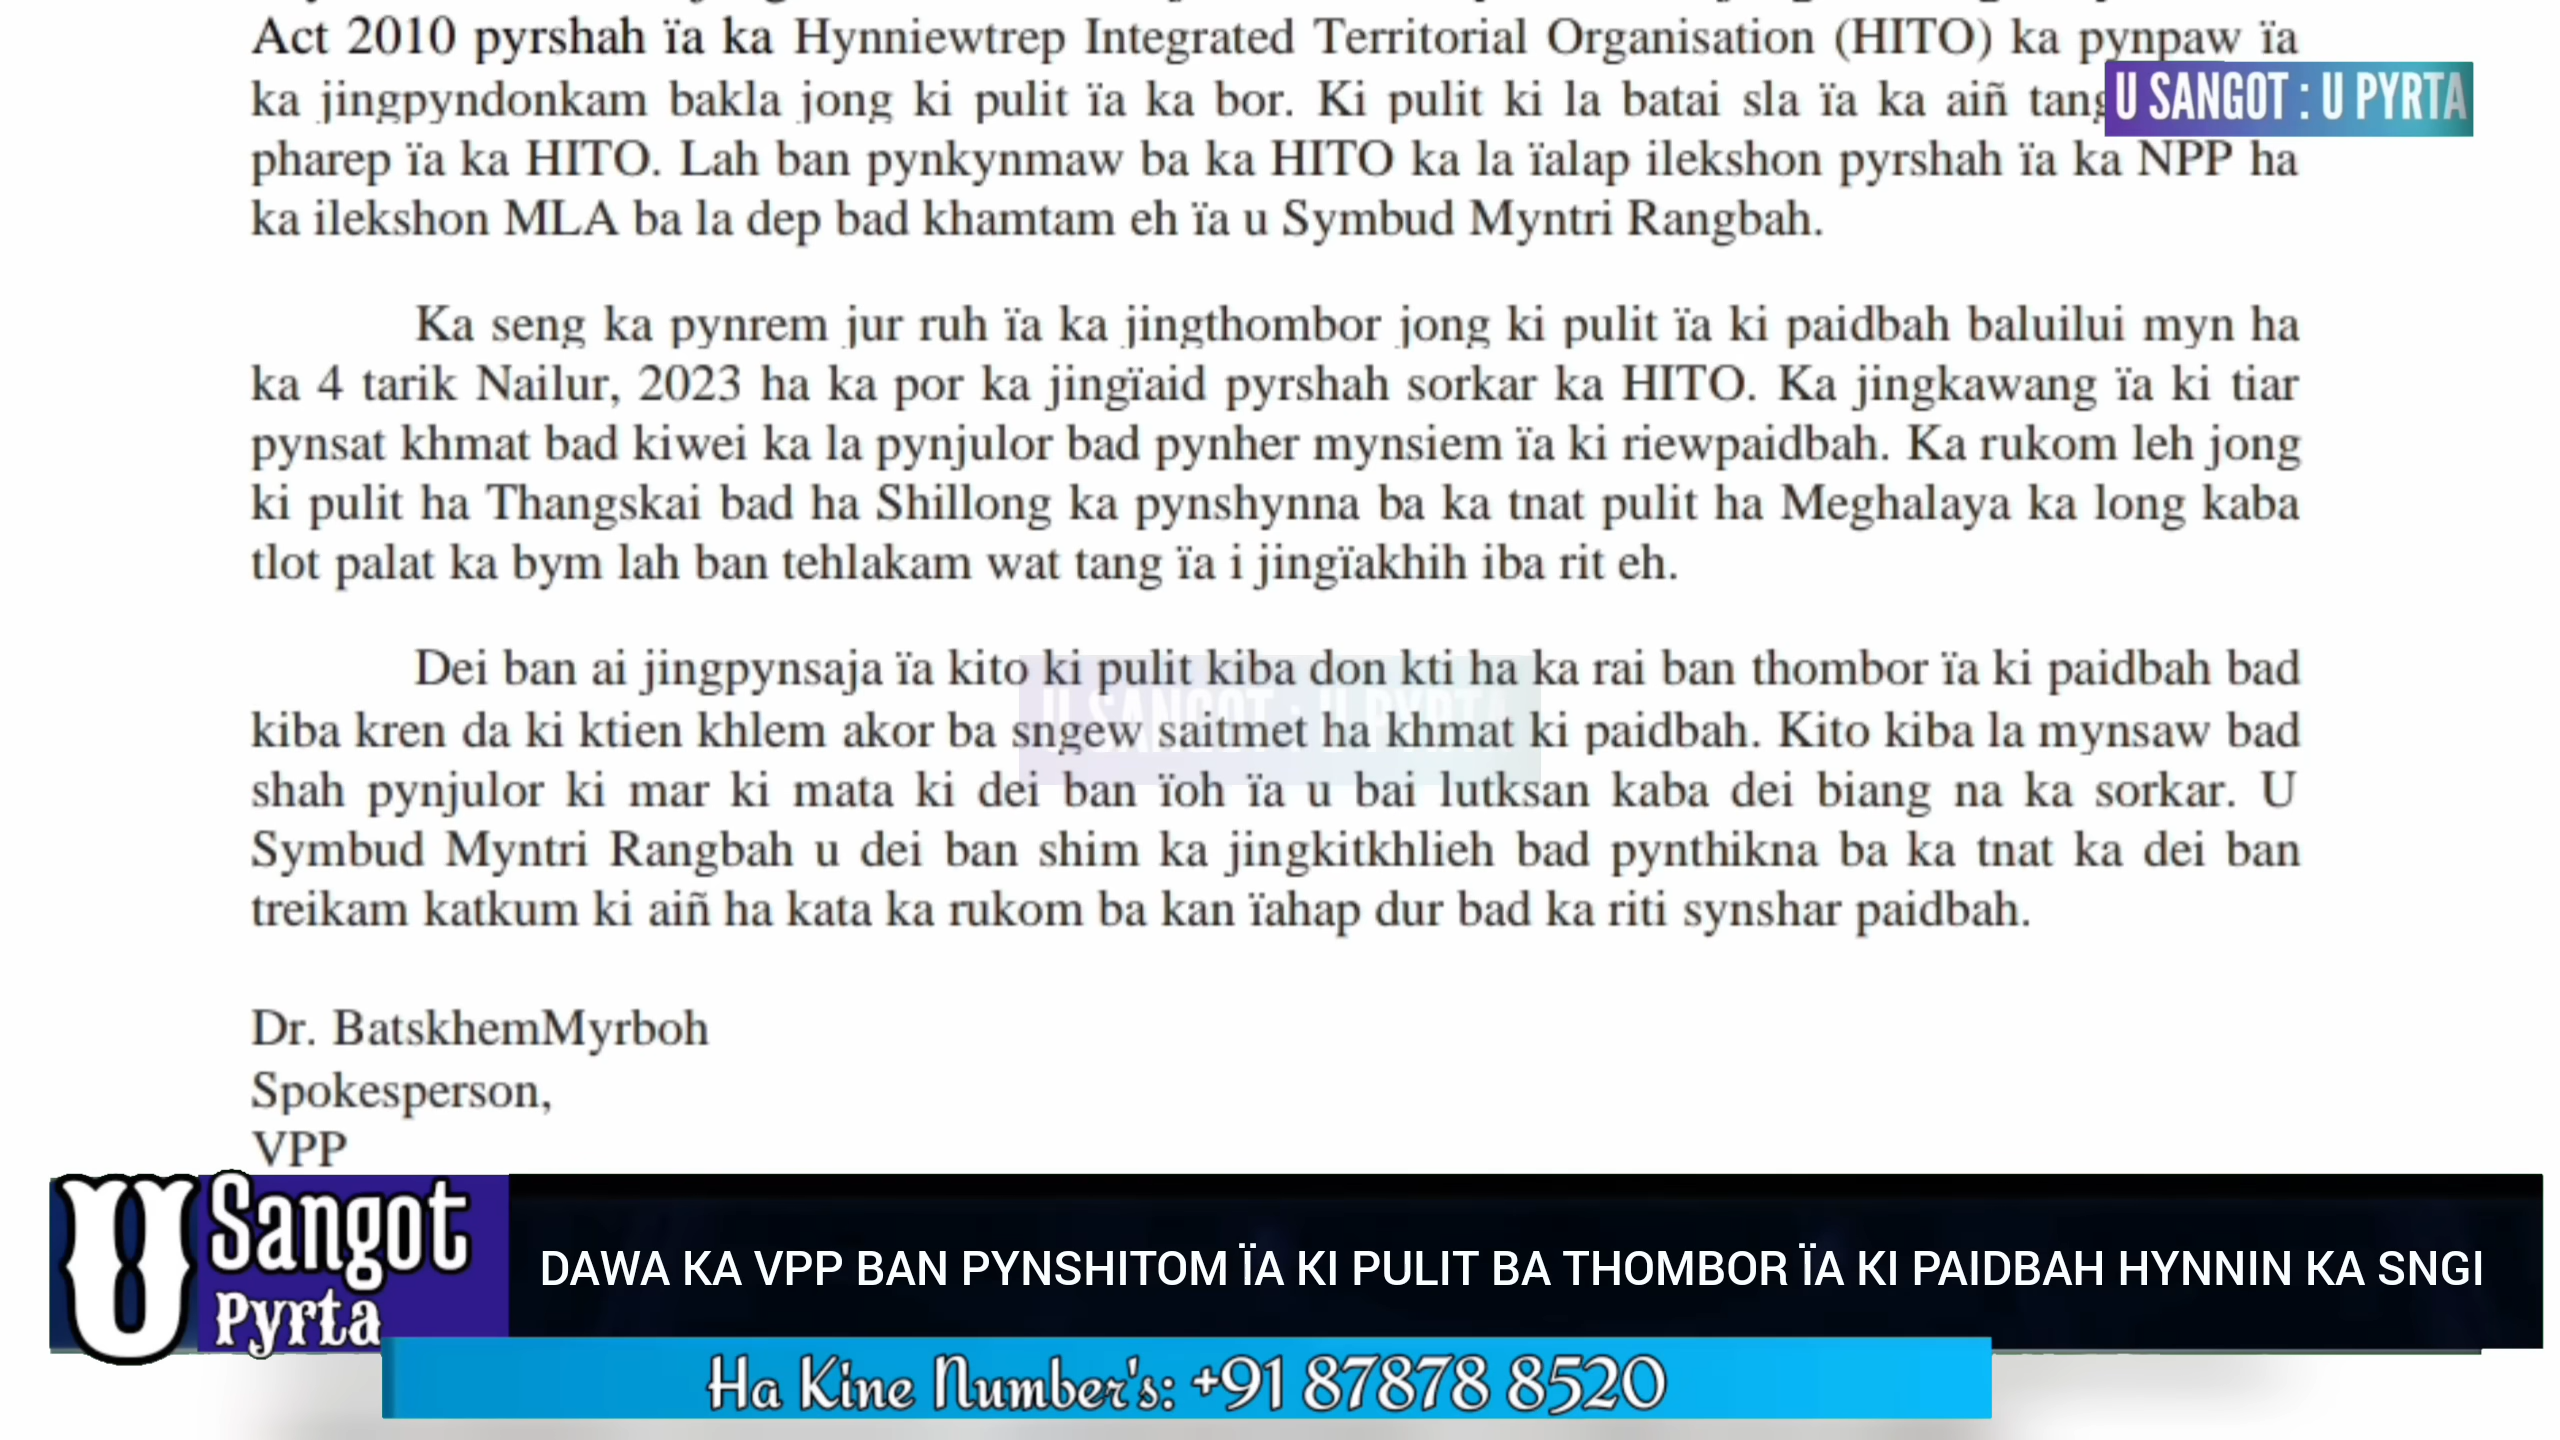 Act 2010 pyrshah ïa ka Hynniewtrep Integrated Territorial Organisation (HITO) ka pynpaw ïa
U SANGOT : U PYRTA
ka jingpyndonkam bakla jong ki pulit ïa ka bor. Ki pulit ki la batai sla ïa ka aiñ tang
pharep ïa ka HITO. Lah ban pynkynmaw ba ka HITO ka la ïalap ilekshon pyrshah ïa ka NPP ha
ka ilekshon MLA ba la dep bad khamtam eh ïa u Symbud Myntri Rangbah.
Ka seng ka pynrem jur ruh ïa ka jingthombor jong ki pulit ïa ki paidbah baluilui myn ha
ka 4 tarik Nailur, 2023 ha ka por ka jingïaid pyrshah sorkar ka HITO. Ka jingkawang ïa ki tiar
pynsat khmat bad kiwei ka la pynjulor bad pynher mynsiem ïa ki riewpaidbah. Ka rukom leh jong
ki pulit ha Thangskai bad ha Shillong ka pynshynna ba ka tnat pulit ha Meghalaya ka long kaba
tlot palat ka bym lah ban tehlakam wat tang ïa i jingïakhih iba rit eh.
Dei ban ai jingpynsaja ïa kito ki pulit kiba don kti ha ka rai ban thombor ïa ki paidbah bad
U SANGOT : U PYRTA
kiba kren da ki ktien khlem akor ba sngew saitmet ha khmat ki paidbah. Kito kiba la mynsaw bad
shah pynjulor ki mar ki mata ki dei ban ïoh ïa u bai lutksan kaba dei biang na ka sorkar. U
Symbud Myntri Rangbah u dei ban shim ka jingkitkhlieh bad pynthikna ba ka tnat ka dei ban
treikam katkum ki aiñ ha kata ka rukom ba kan ïahap dur bad ka riti synshar paidbah.
Dr. BatskhemMyrboh
Spokesperson,
VPP
U Sangot Pyrta
DAWA KA VPP BAN PYNSHITOM ÏA KI PULIT BA THOMBOR ÏA KI PAIDBAH HYNNIN KA SNGI
Ha Kine Number's: +91 87878 8520